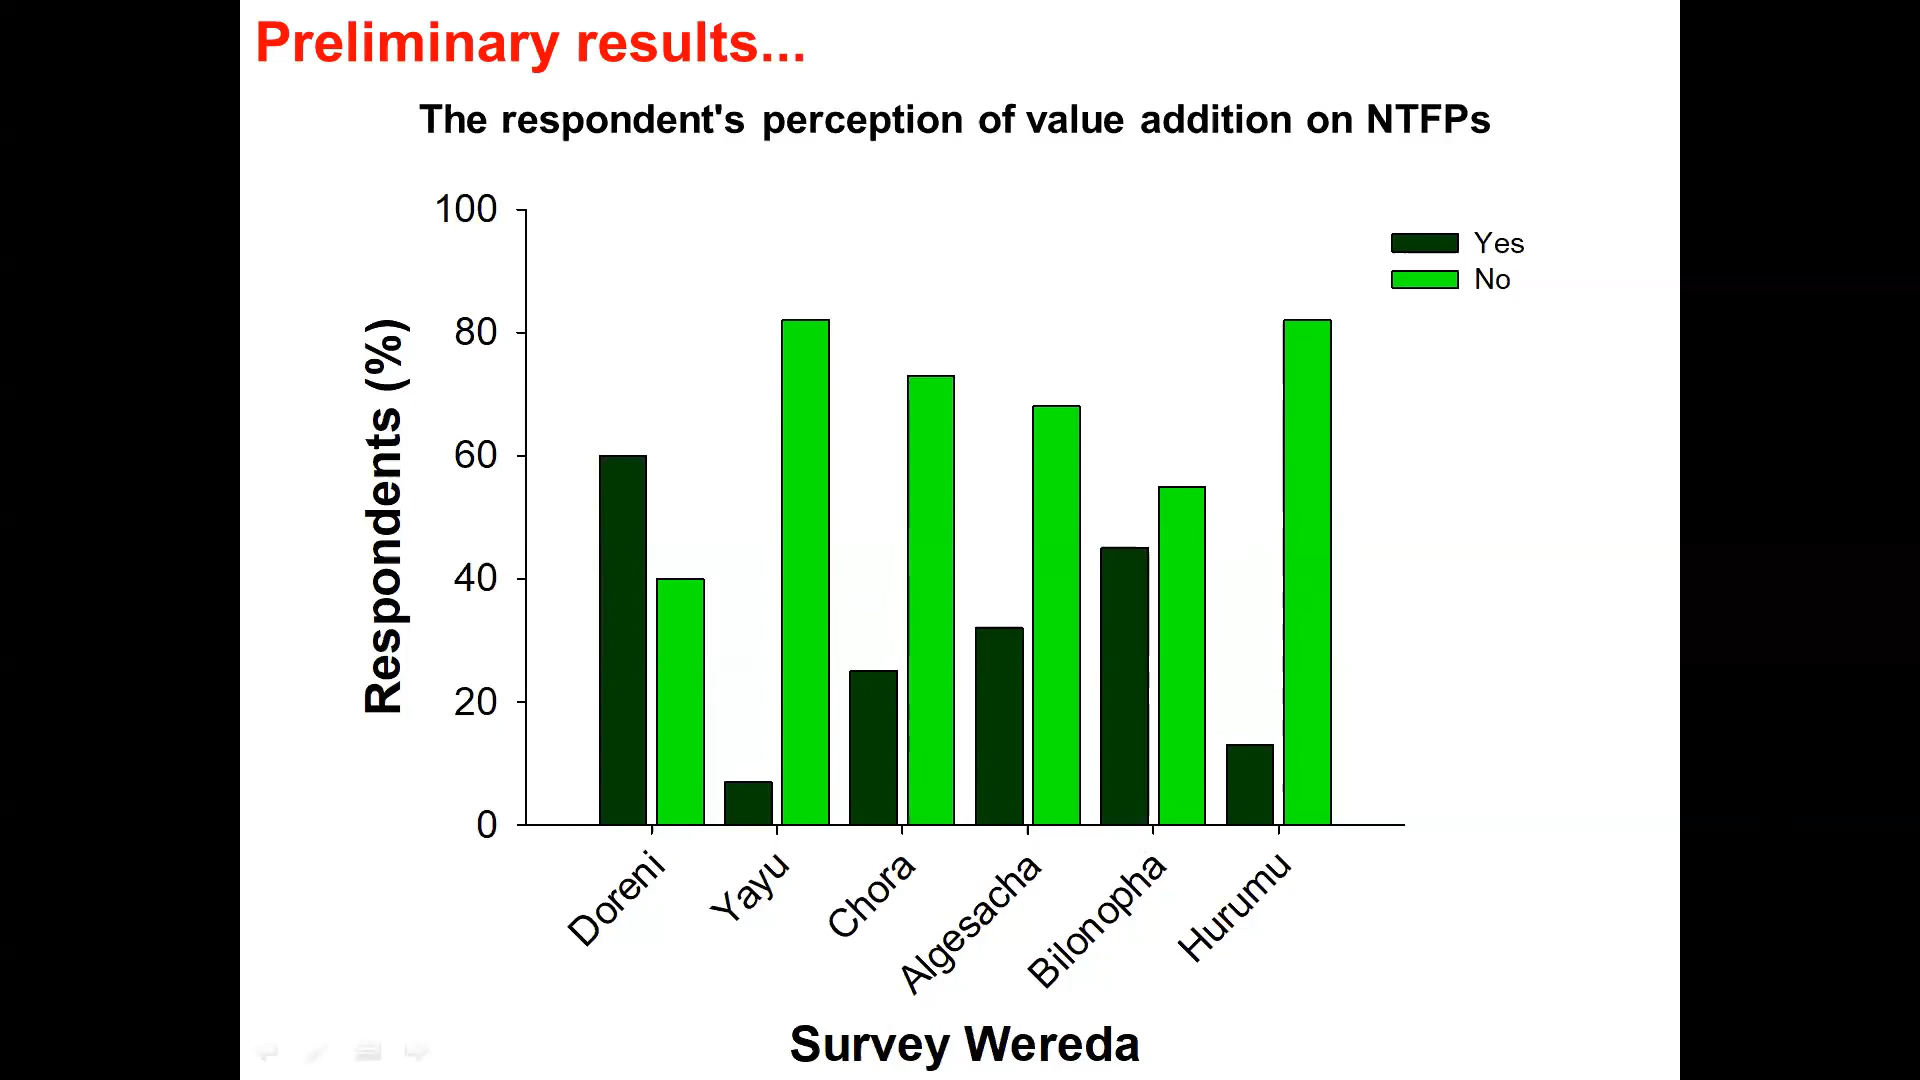 Preliminary results...
The respondent's perception of value addition on NTFPs
100
80
60
40
20
0
Respondents (%)
Yes
No
Doreni
Yayu
Chora
Algesacha
Bilonopha
Hurumu
Survey Wereda